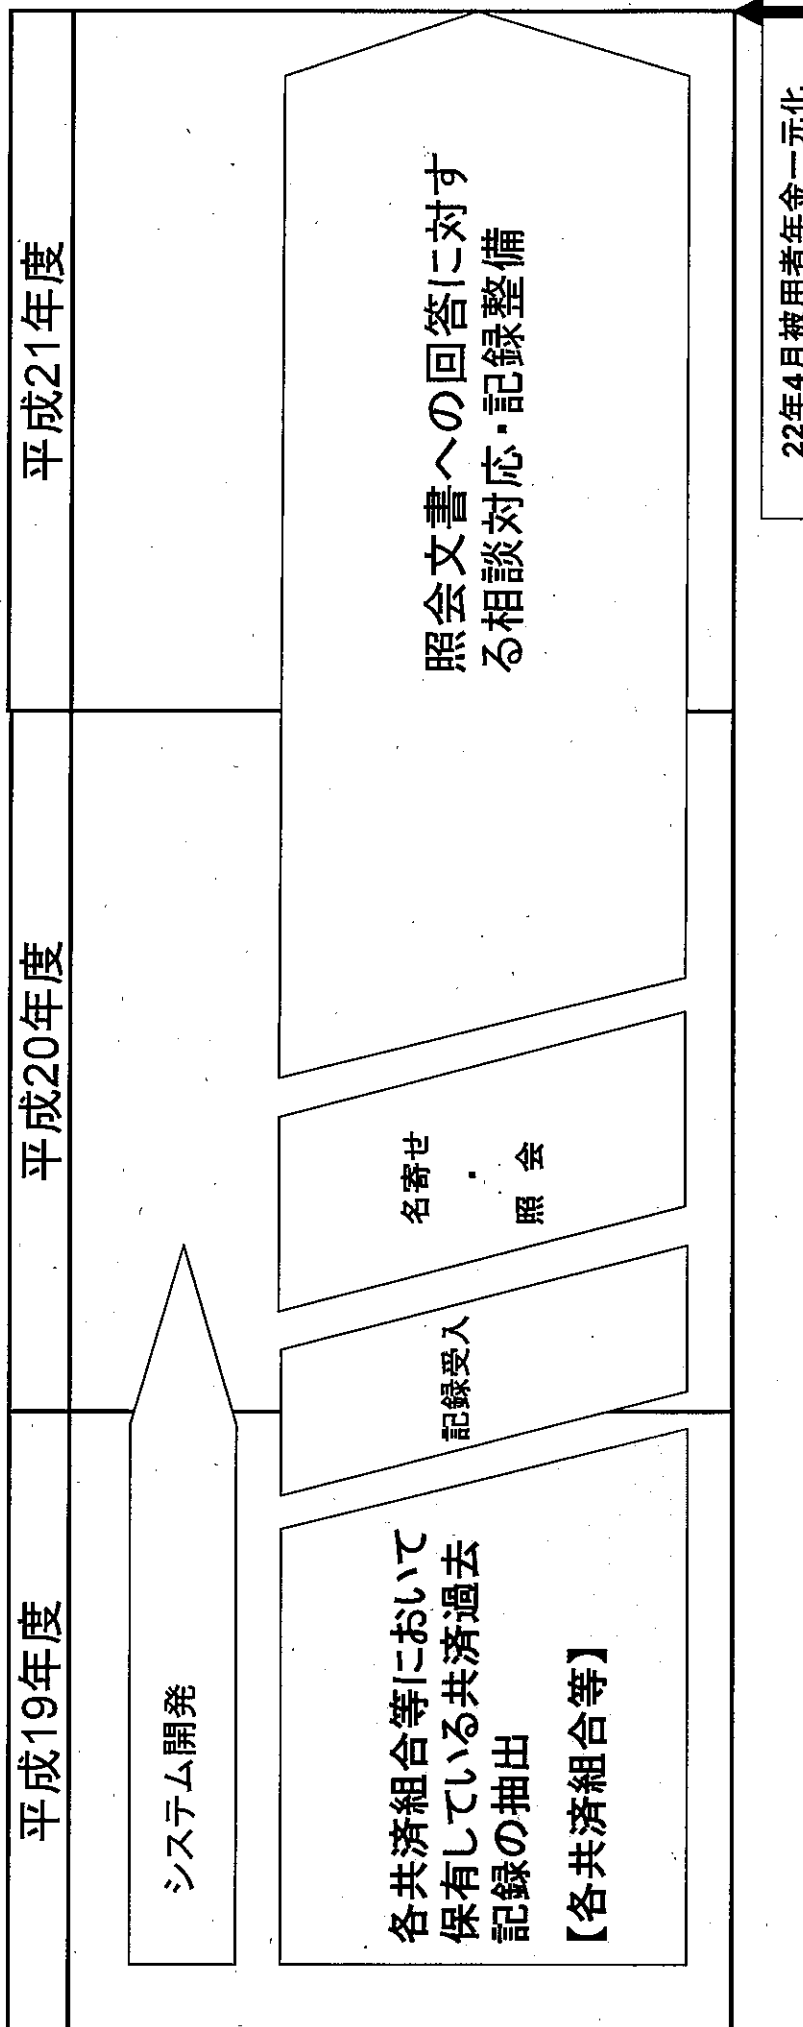 平成19年度
平成20年度
平成21年度
システム開発
各共済組合等において
保有している共済過去
記録の抽出
【各共済組合等】
記録受入
名寄せ
・
照 会
照会文書への回答に対す
る相談対応・記録整備
22年4月被用者年金一元化